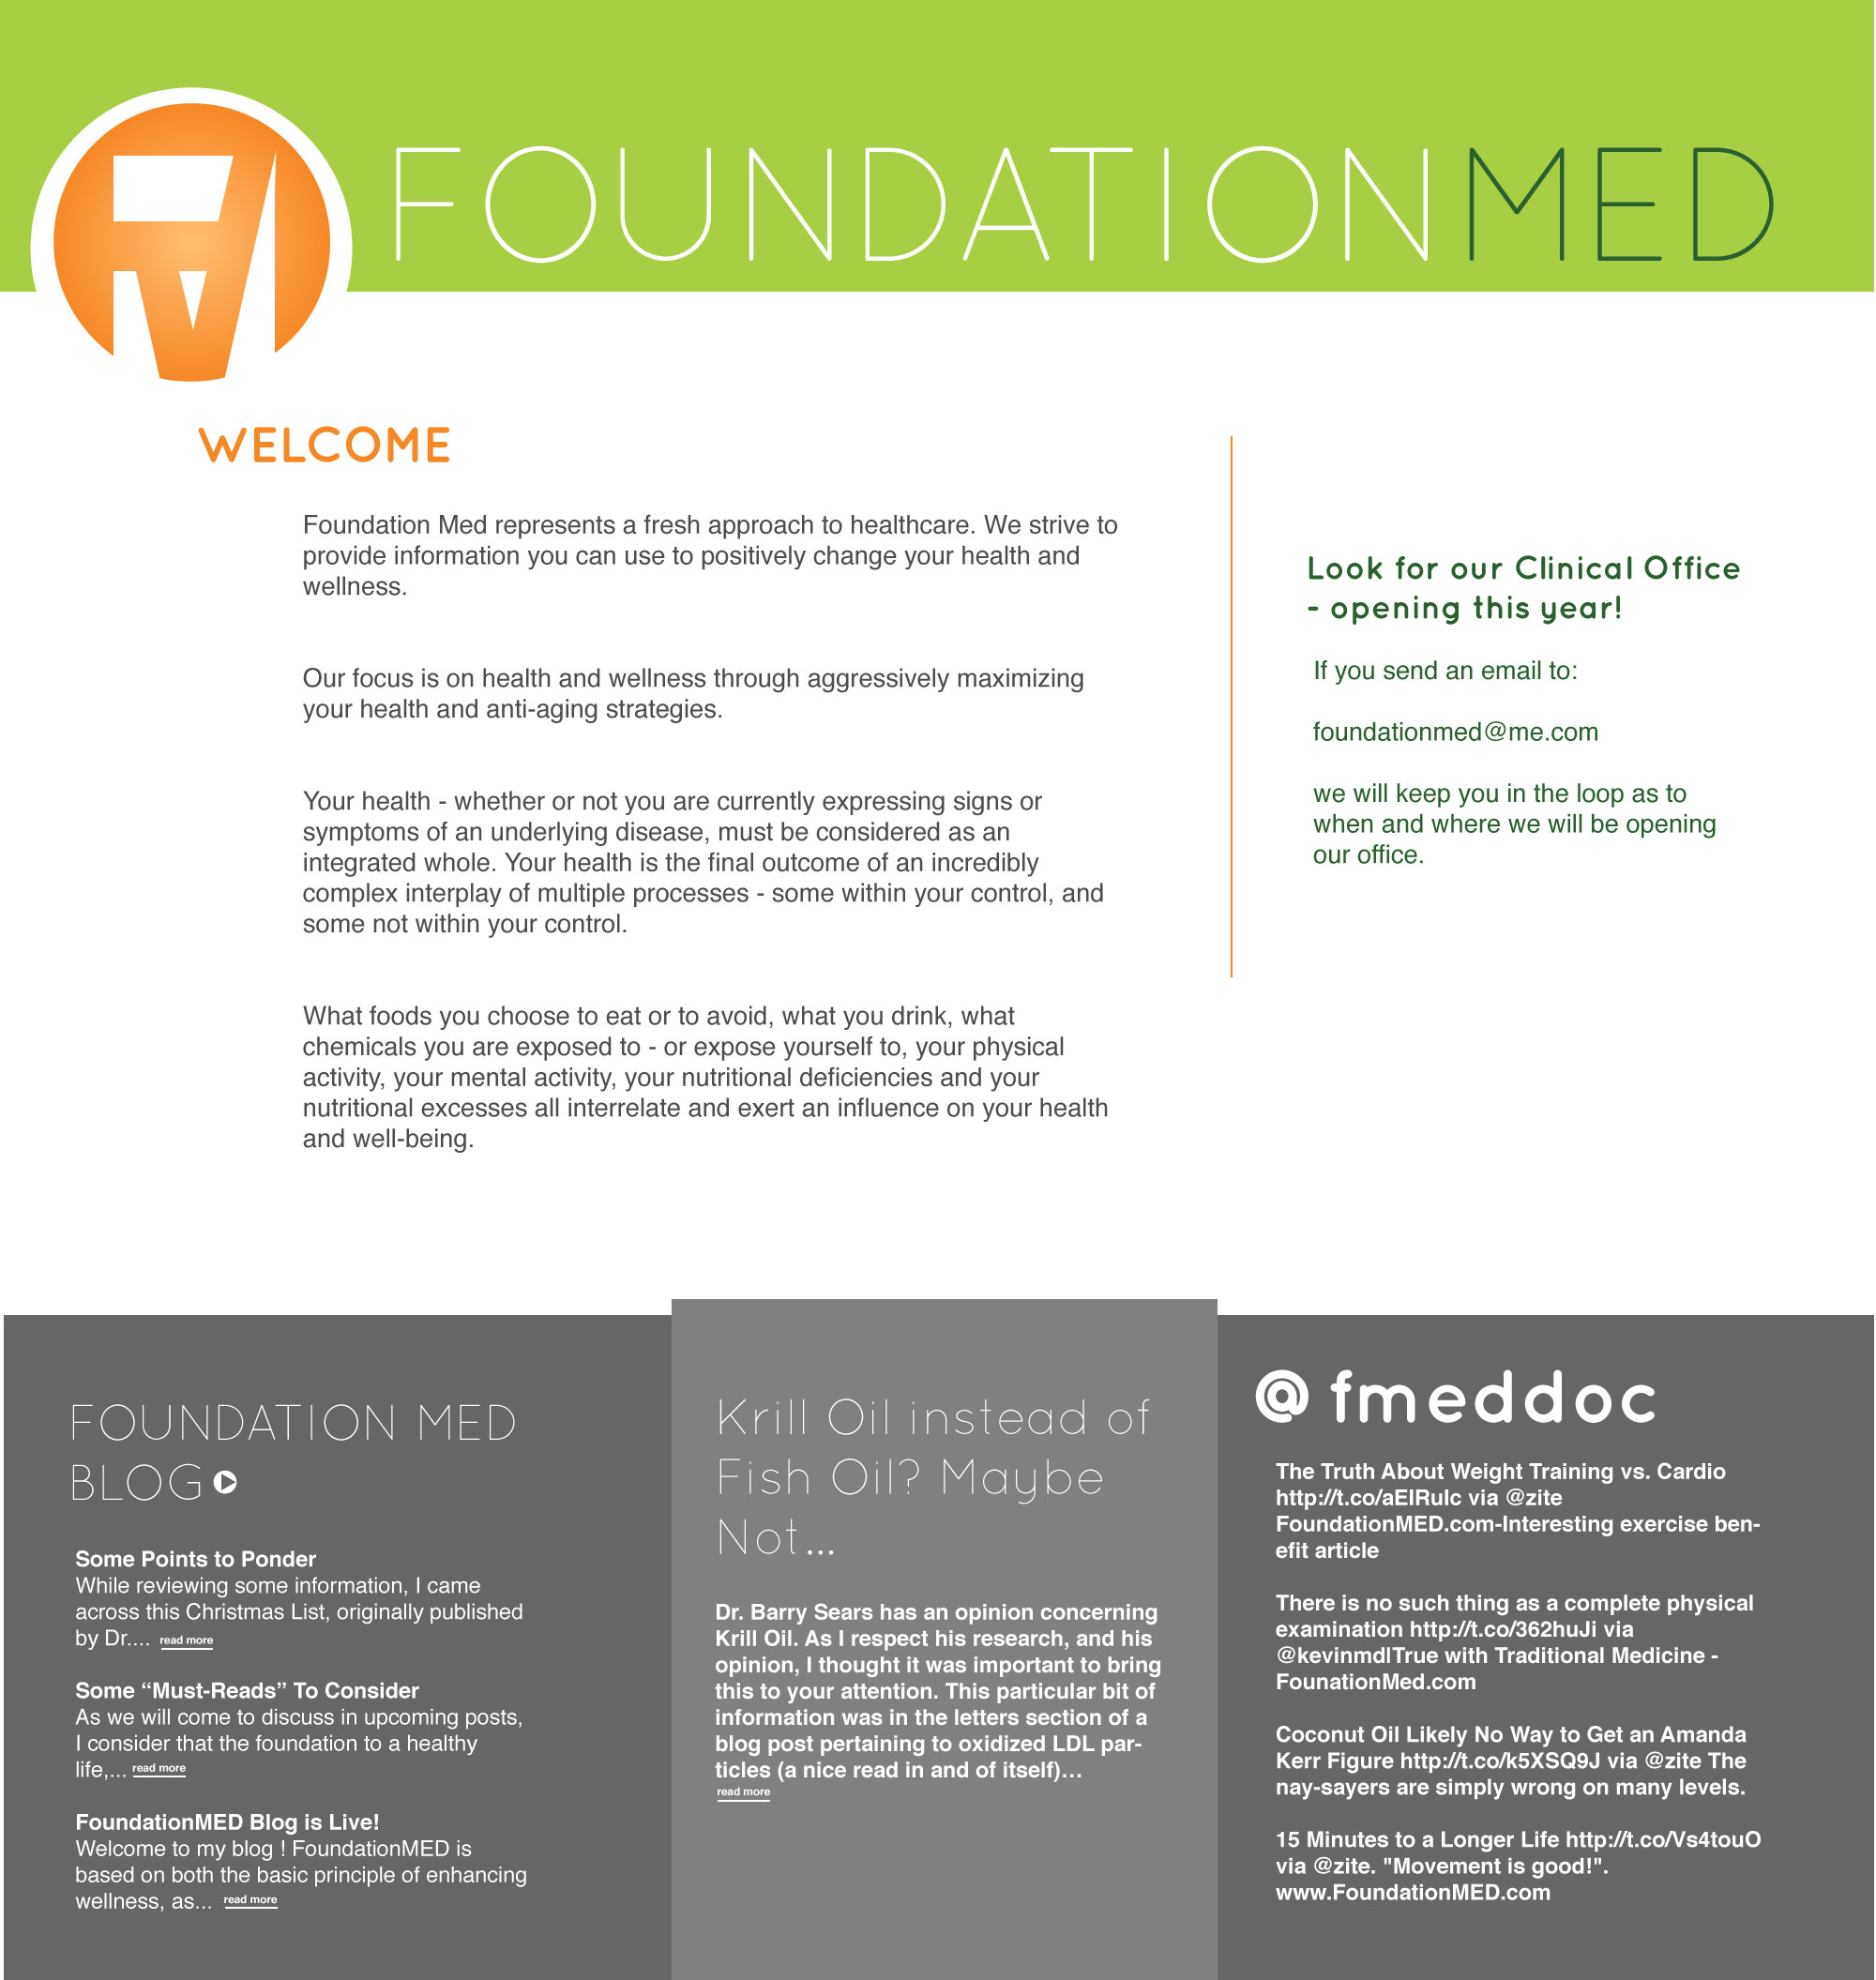 FOUNDATIONMED
WELCOME
Foundation Med represents a fresh approach to healthcare. We strive to
provide information you can use to positively change your health and
wellness.
Our focus is on health and wellness through aggressively maximizing
your health and anti-aging strategies.
Your health - whether or not you are currently expressing signs or
symptoms of an underlying disease, must be considered as an
integrated whole. Your health is the final outcome of an incredibly
complex interplay of multiple processes - some within your control, and
some not within your control.
What foods you choose to eat or to avoid, what you drink, what
chemicals you are exposed to - or expose yourself to, your physical
activity, your mental activity, your nutritional deficiencies and your
nutritional excesses all interrelate and exert an influence on your health
and well-being.
Look for our Clinical Office
- opening this year!
If you send an email to:
foundationmed@me.com
we will keep you in the loop as to
when and where we will be opening
our office.
FOUNDATION MED
BLOG
Some Points to Ponder
While reviewing some information, I came
across this Christmas List, originally published
by Dr.... read more
Some “Must-Reads” To Consider
As we will come to discuss in upcoming posts,
I consider that the foundation to a healthy
life,... read more
FoundationMED Blog is Live!
Welcome to my blog ! FoundationMED is
based on both the basic principle of enhancing
wellness, as... read more
Krill Oil instead of
Fish Oil? Maybe
Not...
Dr. Barry Sears has an opinion concerning
Krill Oil. As I respect his research, and his
opinion, I thought it was important to bring
this to your attention. This particular bit of
information was in the letters section of a
blog post pertaining to oxidized LDL par-
ticles (a nice read in and of itself)…
read more
@ fmeddoc
The Truth About Weight Training vs. Cardio
http://t.co/aEIRulc via @zite
FoundationMED.com-Interesting exercise ben-
efit article
There is no such thing as a complete physical
examination http://t.co/362huJi via
@kevinmdlTrue with Traditional Medicine -
FounationMed.com
Coconut Oil Likely No Way to Get an Amanda
Kerr Figure http://t.co/k5XSQ9J via @zite The
nay-sayers are simply wrong on many levels.
15 Minutes to a Longer Life http://t.co/Vs4touO
via @zite. "Movement is good!".
www.FoundationMED.com